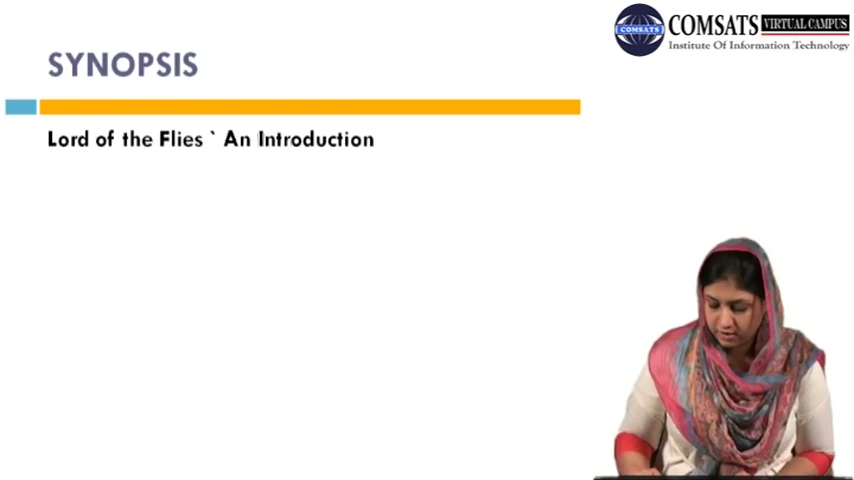 COMSATS
COMSATS VIRTUAL CAMPUS
Institute Of Information Technology
SYNOPSIS
Lord of the Flies ` An Introduction